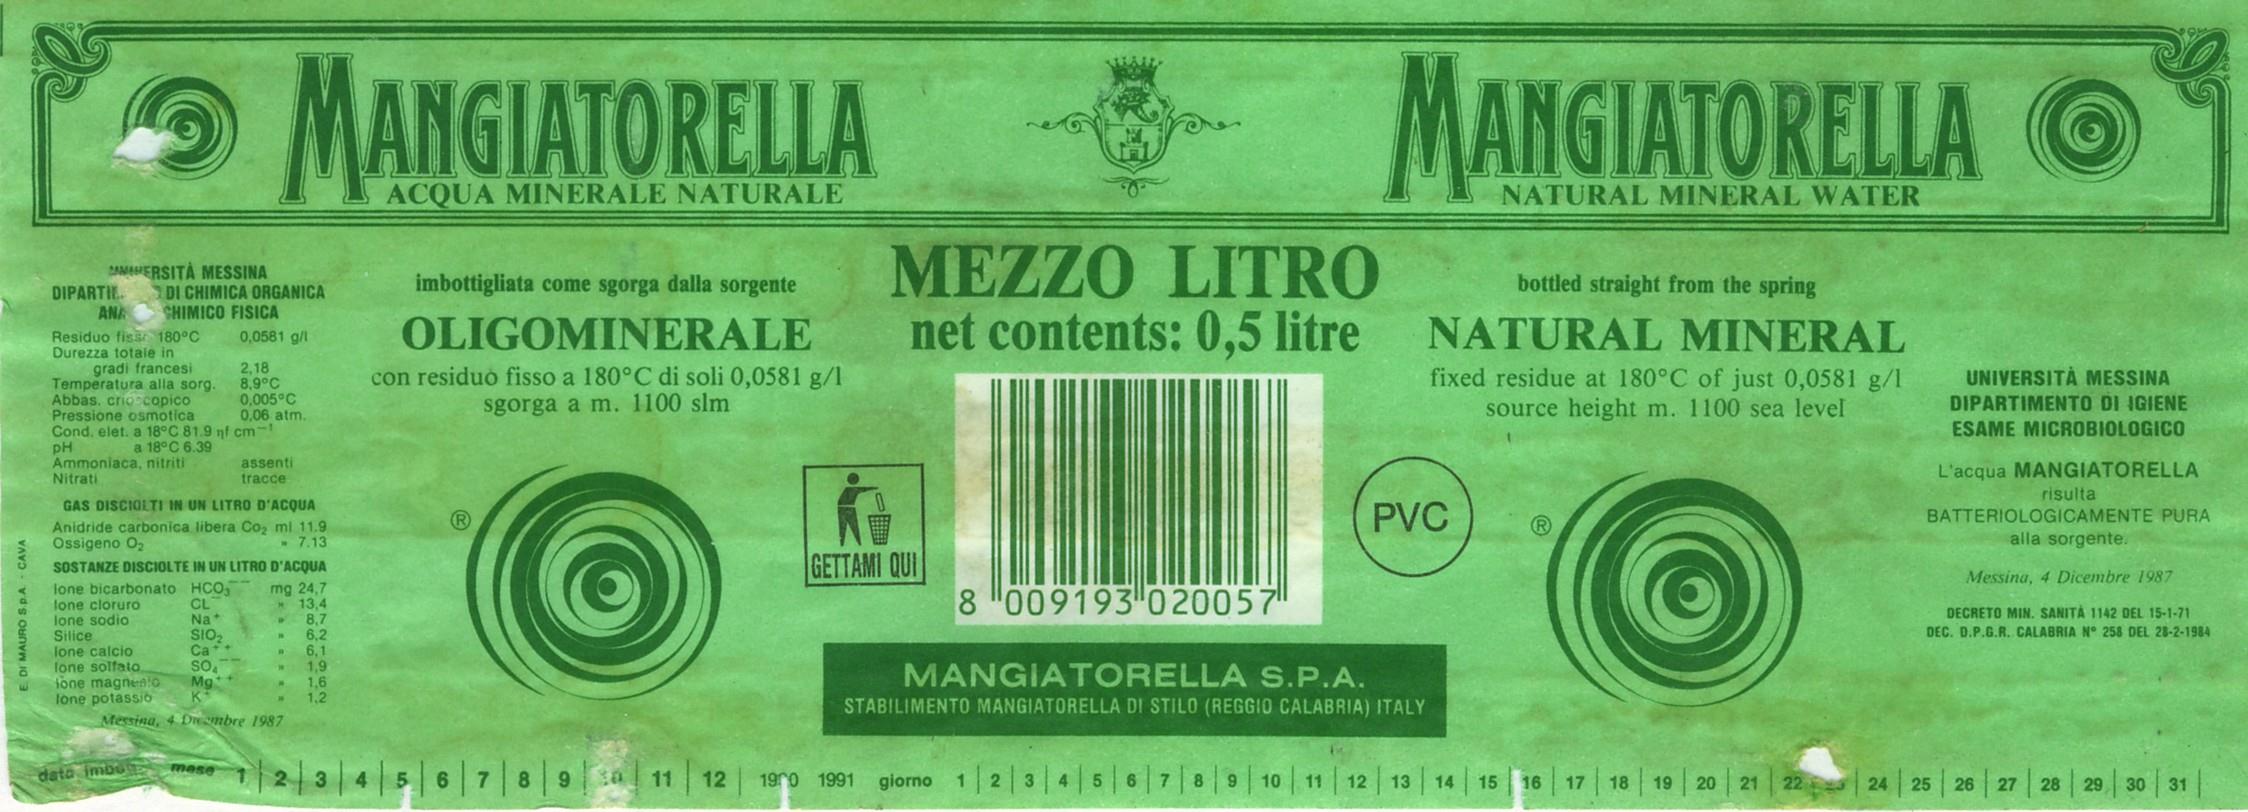 MANGIATORELLA
ACQUA MINERALE NATURALE
MANGIATORELLA
NATURAL MINERAL WATER
UNIVERSITÀ MESSINA
DI CHIMICA ORGANICA
CHIMICO FISICA
Residuo fisso 180°C 0,0581 g/l
Durezza totale in
gradi francesi 2,18
Temperatura alla sorg. 8,9°C
Abbas. crioscopico 0,005°C
Pressione osmotica 0,06 atm.
Cond. elet. a 18°C 81.9 ηf cm⁻¹
pH a 18°C 6.39
Ammoniaca, nitriti assenti
Nitrati tracce
GAS DISCIOLTI IN UN LITRO D'ACQUA
Anidride carbonica libera Co₂ ml 11.9
Ossigeno O₂ » 7.13
SOSTANZE DISCIOLTE IN UN LITRO D'ACQUA
Ione bicarbonato HCO₃⁻⁻ mg 24,7
Ione cloruro CL⁻ » 13,4
Ione sodio Na⁺ » 8,7
Silice SIO₂ » 6,2
Ione calcio Ca⁺⁺ » 6,1
Ione solfato SO₄⁻⁻ » 1,9
Ione magnesio Mg⁺⁺ » 1,6
Ione potassio K⁺ » 1,2
Messina, 4 Dicembre 1987
E. DI MAURO S.p.A. - CAVA
imbottigliata come sgorga dalla sorgente
OLIGOMINERALE
con residuo fisso a 180°C di soli 0,0581 g/l
sgorga a m. 1100 slm
®
MEZZO LITRO
net contents: 0,5 litre
GETTAMI QUI
8 009193 020057
PVC
MANGIATORELLA S.P.A.
STABILIMENTO MANGIATORELLA DI STILO (REGGIO CALABRIA) ITALY
bottled straight from the spring
NATURAL MINERAL
fixed residue at 180°C of just 0,0581 g/l
source height m. 1100 sea level
®
UNIVERSITÀ MESSINA
DIPARTIMENTO DI IGIENE
ESAME MICROBIOLOGICO
L'acqua MANGIATORELLA
risulta
BATTERIOLOGICAMENTE PURA
alla sorgente.
Messina, 4 Dicembre 1987
DECRETO MIN. SANITÀ 1142 DEL 15-1-71
DEC. D.P.G.R. CALABRIA N° 258 DEL 28-2-1984
data mese 1 2 3 4 5 6 7 8 9 10 11 12 1990 1991 giorno 1 2 3 4 5 6 7 8 9 10 11 12 13 14 15 16 17 18 19 20 21 22 23 24 25 26 27 28 29 30 31